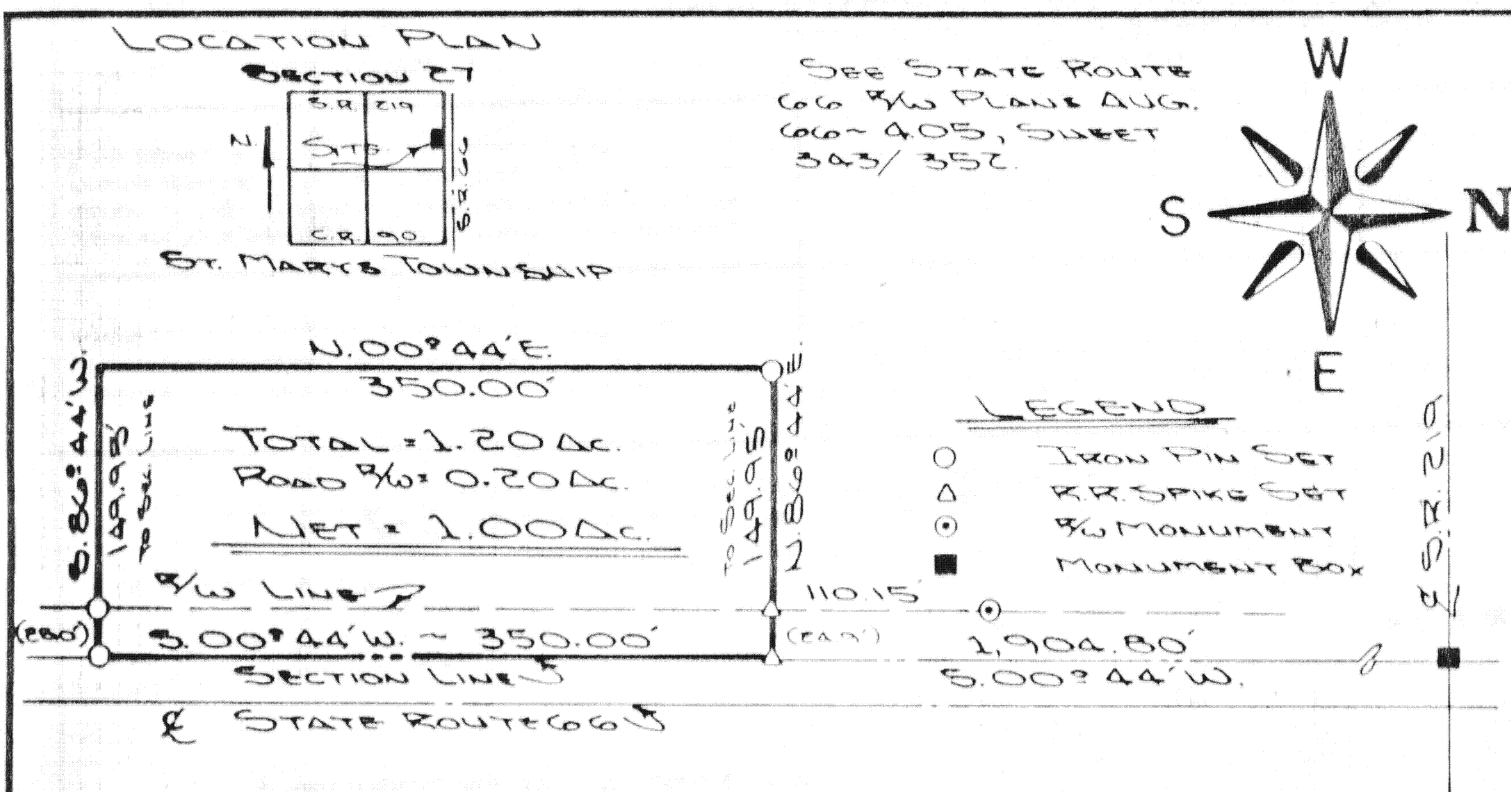 LOCATION PLAN
SECTION 27
S.R. 219
N
SITE
S.R. 66
C.R. 90
ST. MARYS TOWNSHIP
SEE STATE ROUTE
66 R/W PLANS AUG.
66~4.05, SHEET
343/352.
W
S
N
E
N.00°44'E.
350.00'
S.86°44'W.
149.95'
TO SEC. LINE
TOTAL = 1.20 AC.
ROAD R/W = 0.20 AC.
NET = 1.00 AC.
TO SEC. LINE
149.95'
N.86°44'E.
LEGEND
○ IRON PIN SET
△ R.R. SPIKE SET
⊙ R/W MONUMENT
■ MONUMENT BOX
℄ S.R. 219
R/W LINE
110.15'
S.00°44'W. ~ 350.00'
(24.9')
1,904.80'
SECTION LINE
S.00°44'W.
℄ STATE ROUTE 66